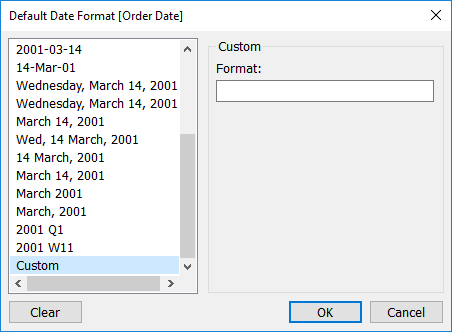 Default Date Format [Order Date]
2001-03-14
14-Mar-01
Wednesday, March 14, 2001
Wednesday, March 14, 2001
March 14, 2001
Wed, 14 March, 2001
14 March, 2001
March 14, 2001
March 2001
March, 2001
2001 Q1
2001 W11
Custom
Custom
Format:
Clear
OK
Cancel